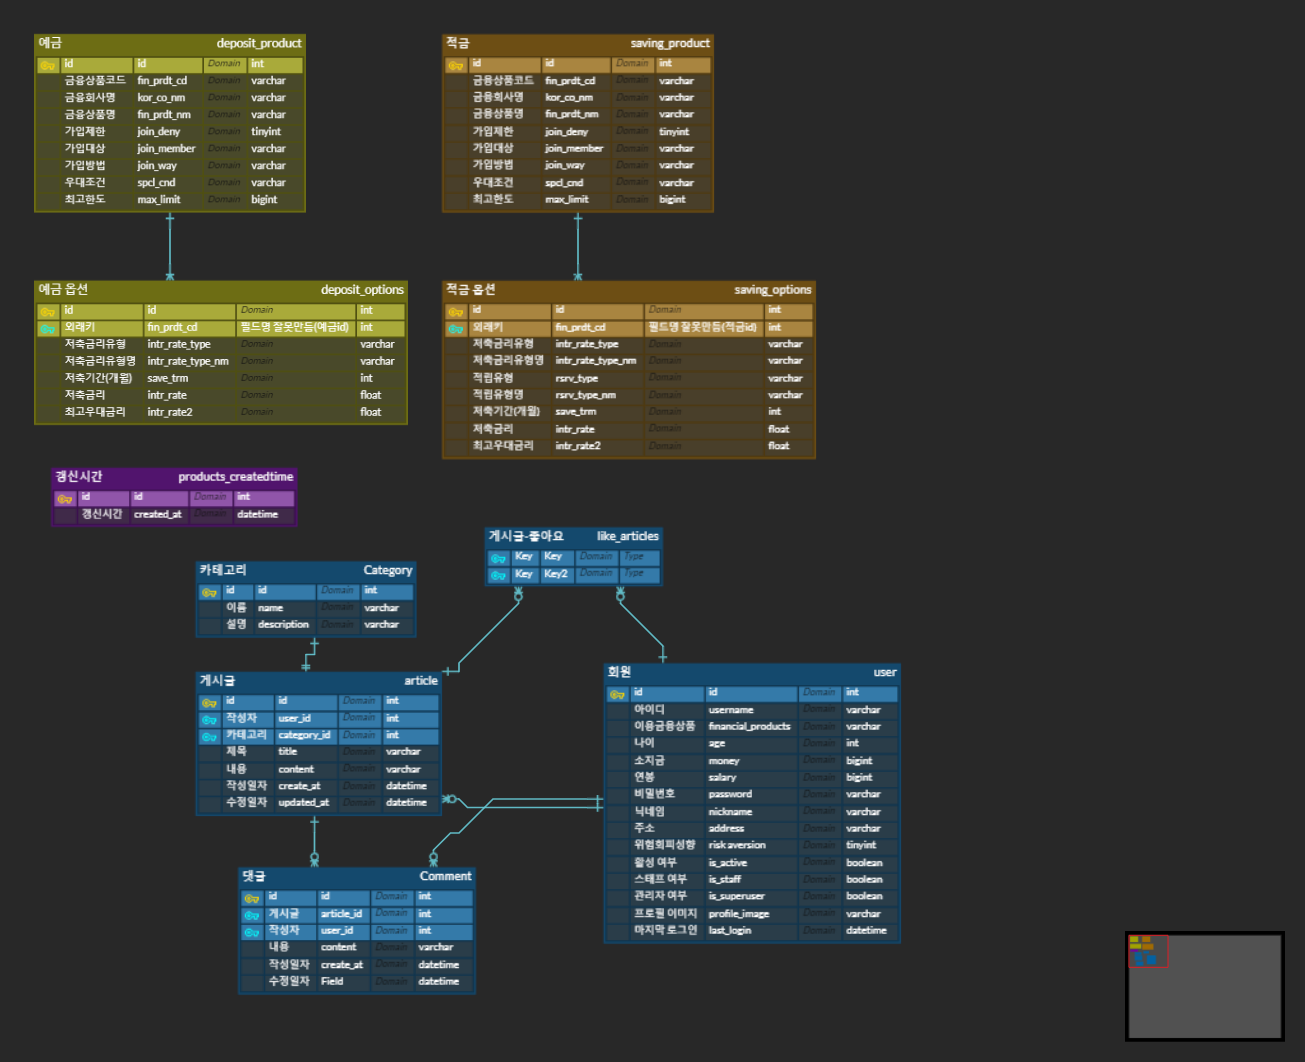 예금 deposit_product
id id Domain int
금융상품코드 fin_prdt_cd Domain varchar
금융회사명 kor_co_nm Domain varchar
금융상품명 fin_prdt_nm Domain varchar
가입제한 join_deny Domain tinyint
가입대상 join_member Domain varchar
가입방법 join_way Domain varchar
우대조건 spcl_cnd Domain varchar
최고한도 max_limit Domain bigint
적금 saving_product
id id Domain int
금융상품코드 fin_prdt_cd Domain varchar
금융회사명 kor_co_nm Domain varchar
금융상품명 fin_prdt_nm Domain varchar
가입제한 join_deny Domain tinyint
가입대상 join_member Domain varchar
가입방법 join_way Domain varchar
우대조건 spcl_cnd Domain varchar
최고한도 max_limit Domain bigint
예금 옵션 deposit_options
id id Domain int
외래키 fin_prdt_cd 필드명 잘못만듬(예금id) int
저축금리유형 intr_rate_type Domain varchar
저축금리유형명 intr_rate_type_nm Domain varchar
저축기간(개월) save_trm Domain int
저축금리 intr_rate Domain float
최고우대금리 intr_rate2 Domain float
적금 옵션 saving_options
id id Domain int
외래키 fin_prdt_cd 필드명 잘못만듬(적금id) int
저축금리유형 intr_rate_type Domain varchar
저축금리유형명 intr_rate_type_nm Domain varchar
적립유형 rsrv_type Domain varchar
적립유형명 rsrv_type_nm Domain varchar
저축기간(개월) save_trm Domain int
저축금리 intr_rate Domain float
최고우대금리 intr_rate2 Domain float
갱신시간 products_createdtime
id id Domain int
갱신시간 created_at Domain datetime
게시글-좋아요 like_articles
Key Key Domain Type
Key Key2 Domain Type
카테고리 Category
id id Domain int
이름 name Domain varchar
설명 description Domain varchar
게시글 article
id id Domain int
작성자 user_id Domain int
카테고리 category_id Domain int
제목 title Domain varchar
내용 content Domain varchar
작성일자 create_at Domain datetime
수정일자 updated_at Domain datetime
회원 user
id id Domain int
아이디 username Domain varchar
이용금융상품 financial_products Domain varchar
나이 age Domain int
소지금 money Domain bigint
연봉 salary Domain bigint
비밀번호 password Domain varchar
닉네임 nickname Domain varchar
주소 address Domain varchar
위험회피성향 risk aversion Domain tinyint
활성 여부 is_active Domain boolean
스태프 여부 is_staff Domain boolean
관리자 여부 is_superuser Domain boolean
프로필 이미지 profile_image Domain varchar
마지막 로그인 last_login Domain datetime
댓글 Comment
id id Domain int
게시글 article_id Domain int
작성자 user_id Domain int
내용 content Domain varchar
작성일자 create_at Domain datetime
수정일자 Field Domain datetime